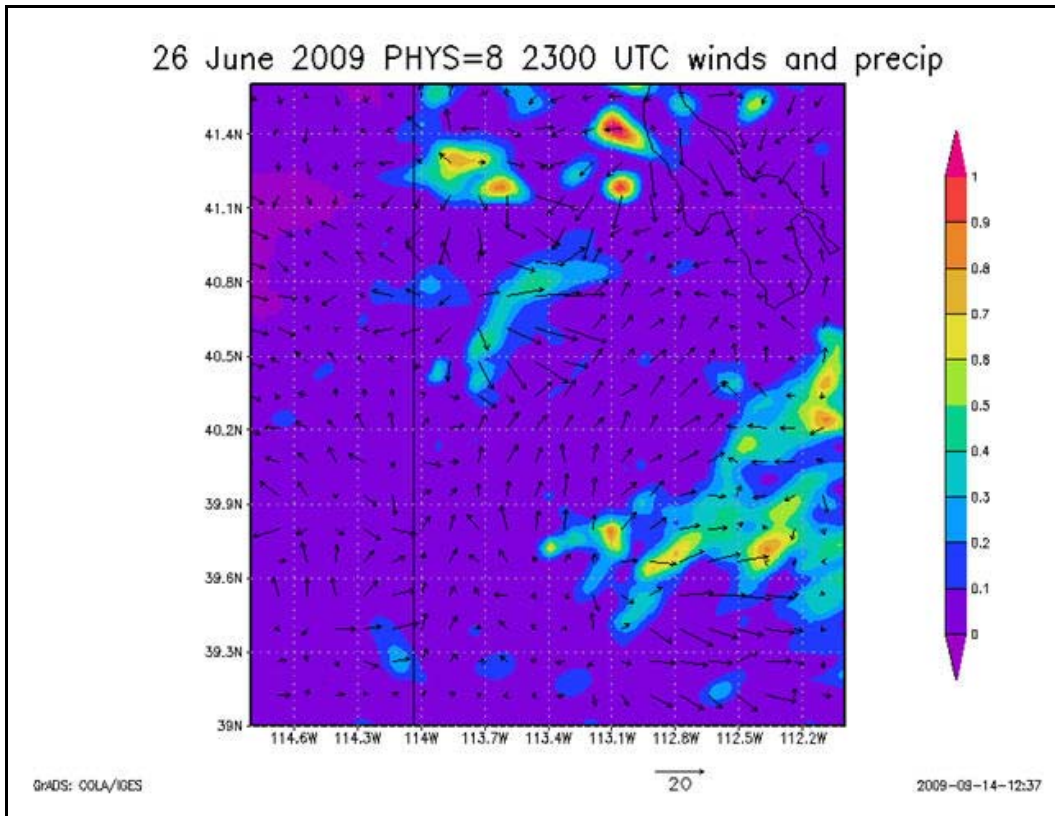 26 June 2009 PHYS=8 2300 UTC winds and precip
41.4N
41.1N
40.8N
40.5N
40.2N
39.9N
39.6N
39.3N
39N
114.6W 114.3W 114W 113.7W 113.4W 113.1W 112.8W 112.5W 112.2W
1
0.9
0.8
0.7
0.6
0.5
0.4
0.3
0.2
0.1
0
20
GrADS: COLA/IGES
2009-09-14-12:37